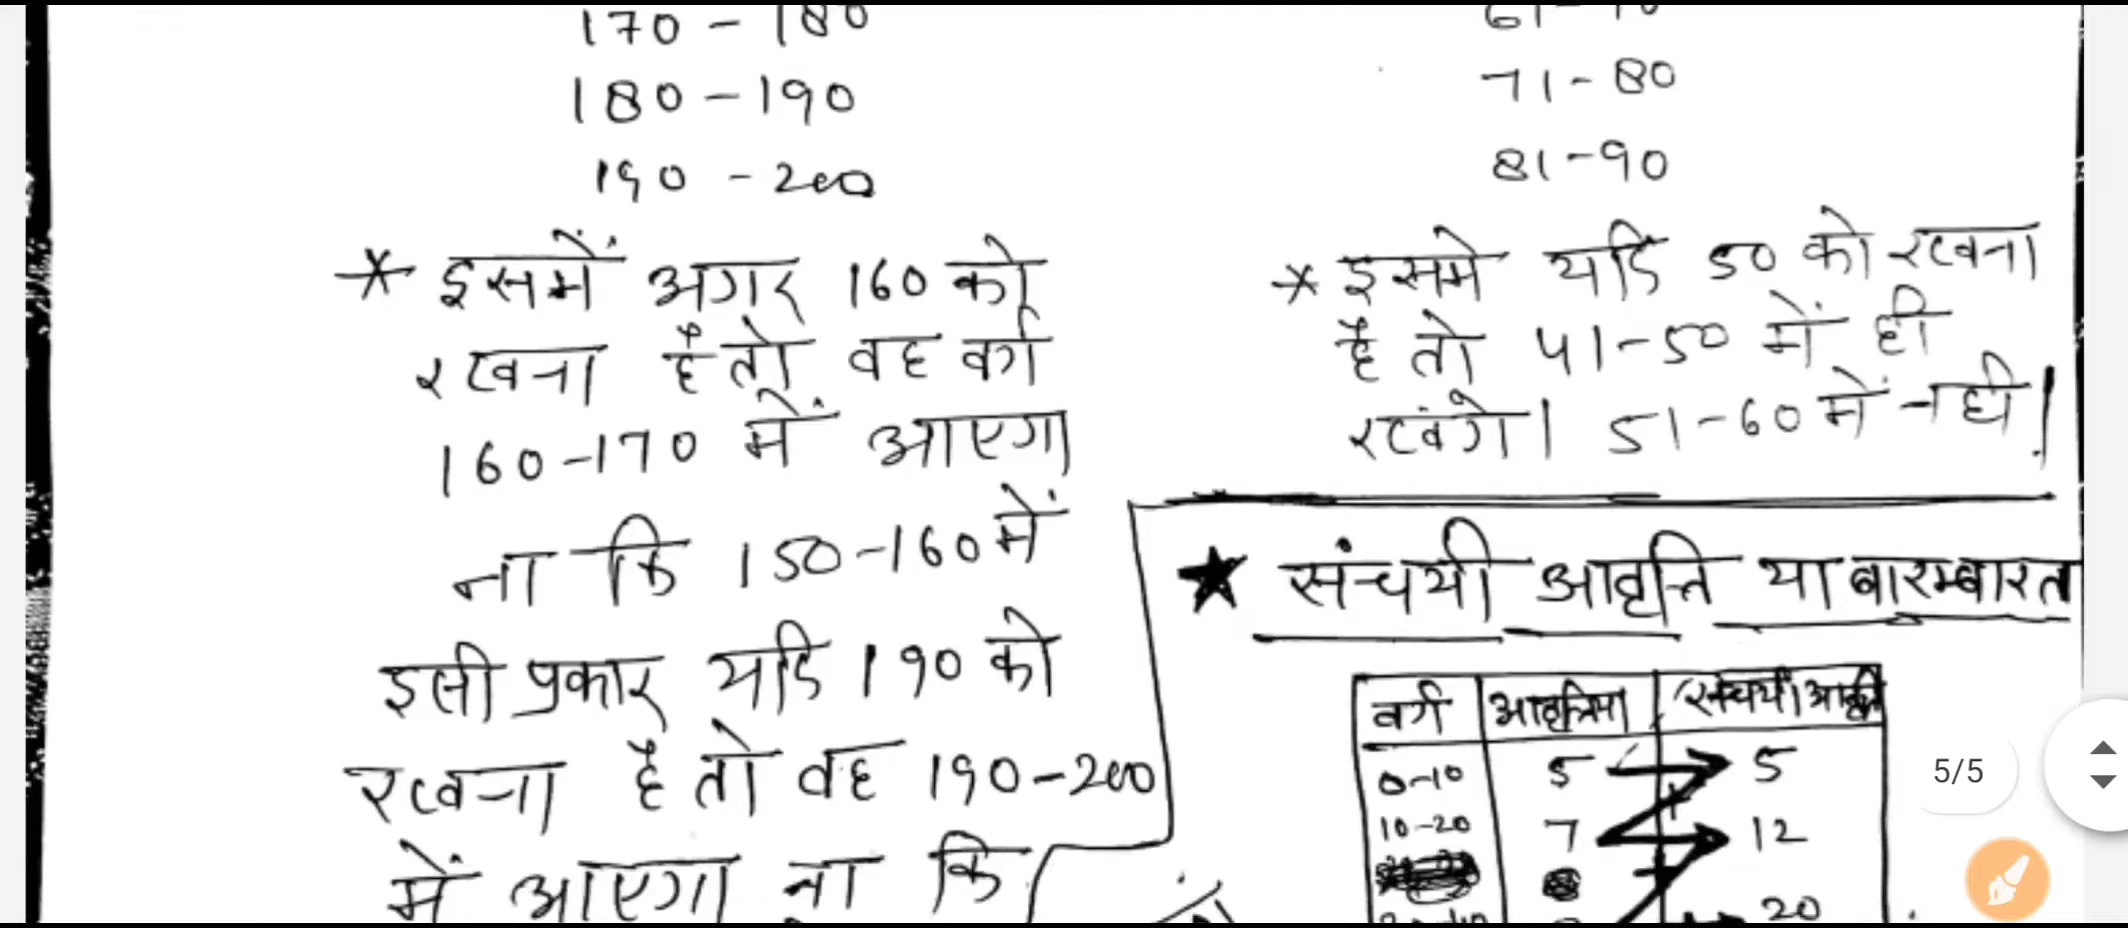 170 - 180
180 - 190
190 - 200
* इसमें अगर 160 को
रखना है तो वह वर्ग
160-170 में आएगा
ना कि 150-160 में
इसी प्रकार यदि 190 को
रखना है तो वह 190-200
में आएगा ना कि
71 - 80
81 - 90
* इसमे यदि 50 को रखना
है तो 41-50 में ही
रखेंगे। 51-60 में नही।
★ संचयी आवृत्ति या बारम्बारत
वर्ग आवृत्तिया संचयी आवृत्ति
0-10 5 5
10-20 7 12
20
5/5